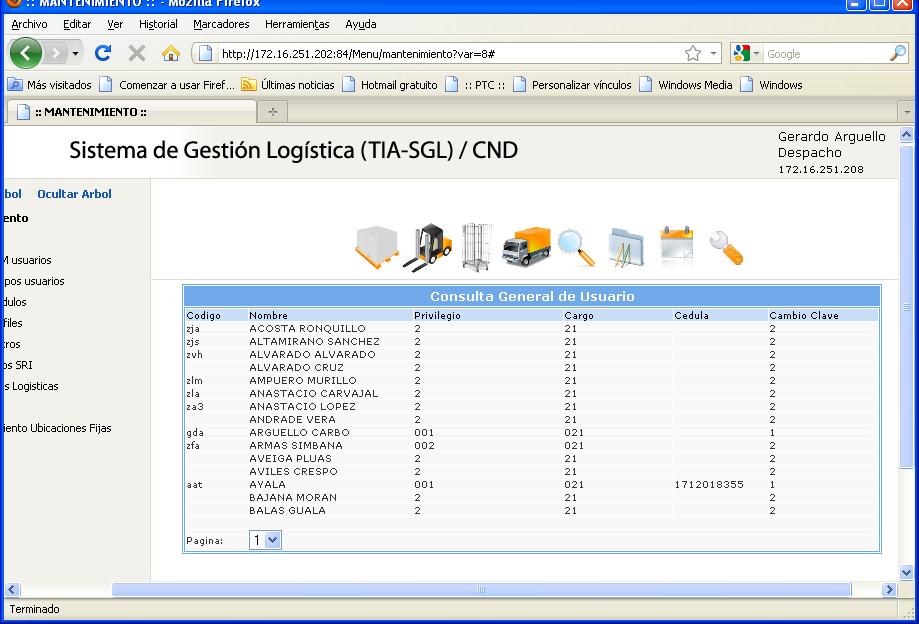 :: MANTENIMIENTO :: - Mozilla Firefox
Archivo Editar Ver Historial Marcadores Herramientas Ayuda
http://172.16.251.202:84/Menu/mantenimiento?var=8#
Google
Más visitados Comenzar a usar Firef... Últimas noticias Hotmail gratuito :: PTC :: Personalizar vínculos Windows Media Windows
:: MANTENIMIENTO ::
Sistema de Gestión Logística (TIA-SGL) / CND
Gerardo Arguello
Despacho
172.16.251.208
bol Ocultar Arbol
ento
M usuarios
pos usuarios
dulos
files
tros
os SRI
s Logisticas
iento Ubicaciones Fijas
Consulta General de Usuario
Codigo Nombre Privilegio Cargo Cedula Cambio Clave
zja ACOSTA RONQUILLO 2 21 2
zjs ALTAMIRANO SANCHEZ 2 21 2
zvh ALVARADO ALVARADO 2 21 2
ALVARADO CRUZ 2 21 2
zlm AMPUERO MURILLO 2 21 2
zla ANASTACIO CARVAJAL 2 21 2
za3 ANASTACIO LOPEZ 2 21 2
ANDRADE VERA 2 21 2
gda ARGUELLO CARBO 001 021 1
zfa ARMAS SIMBANA 002 021 2
AVEIGA PLUAS 2 21 2
AVILES CRESPO 2 21 2
aat AYALA 001 021 1712018355 1
BAJANA MORAN 2 21 2
BALAS GUALA 2 21 2
Pagina: 1
Terminado